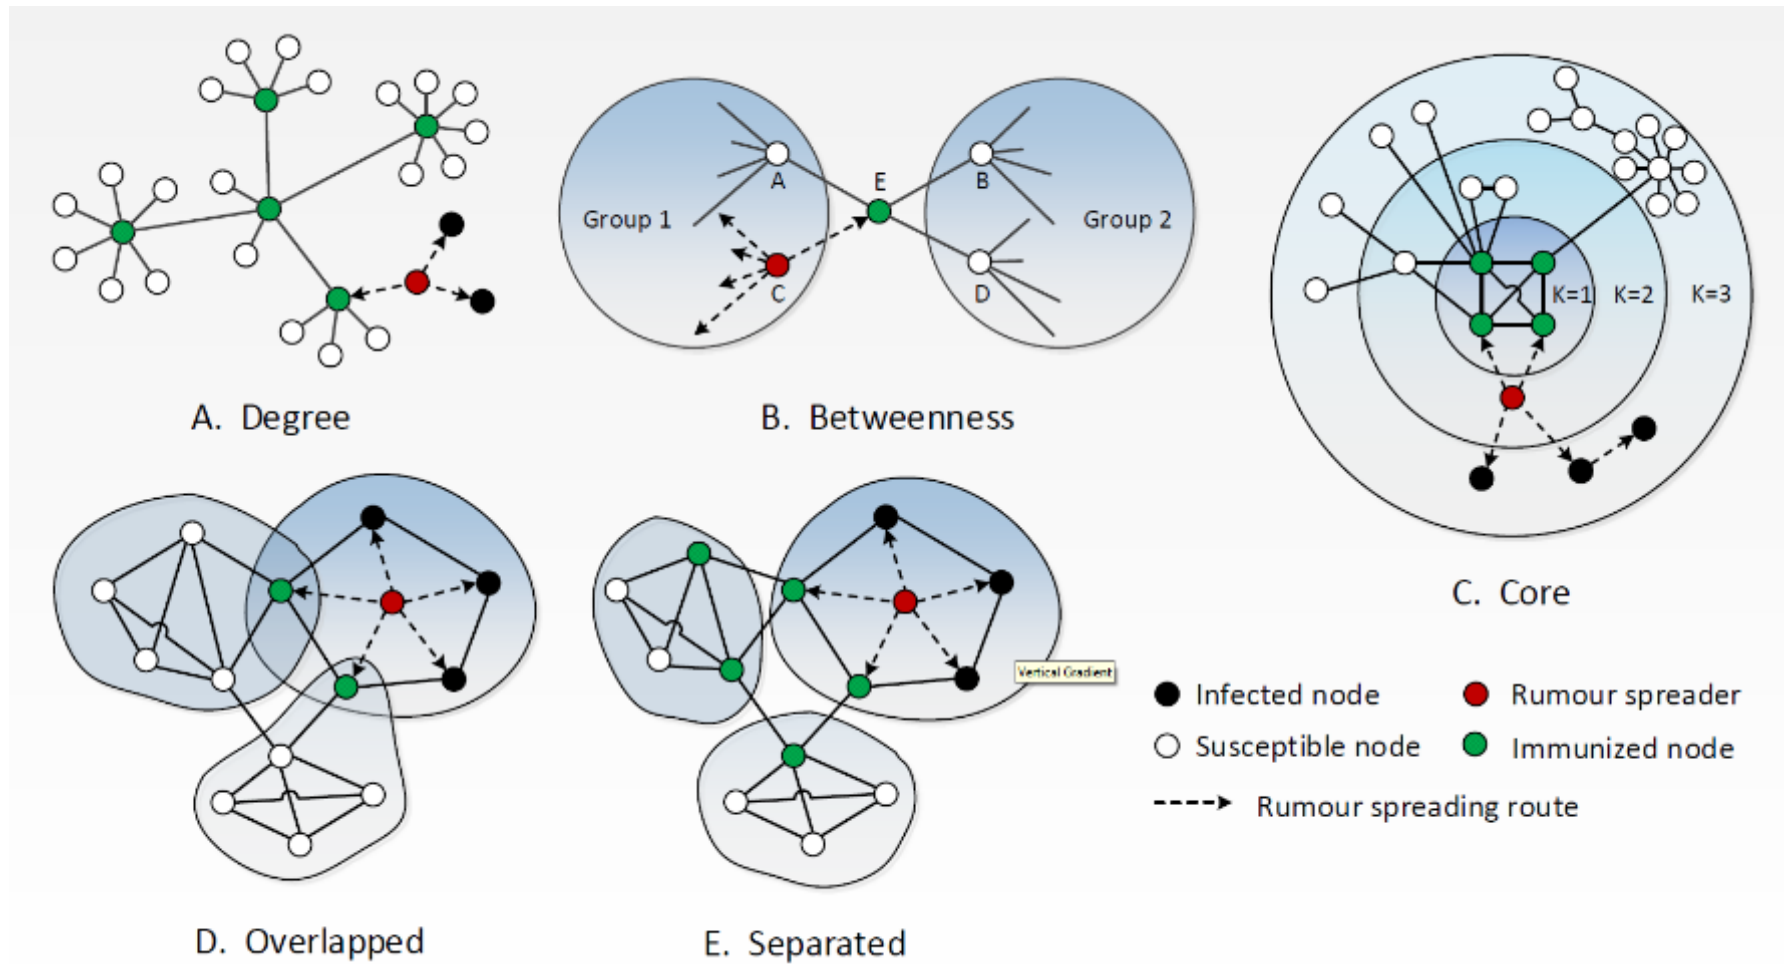 Group 1
A
C
E
B
D
Group 2
K=1
K=2
K=3
A. Degree
B. Betweenness
C. Core
Vertical Gradient
D. Overlapped
E. Separated
Infected node
Rumour spreader
Susceptible node
Immunized node
Rumour spreading route